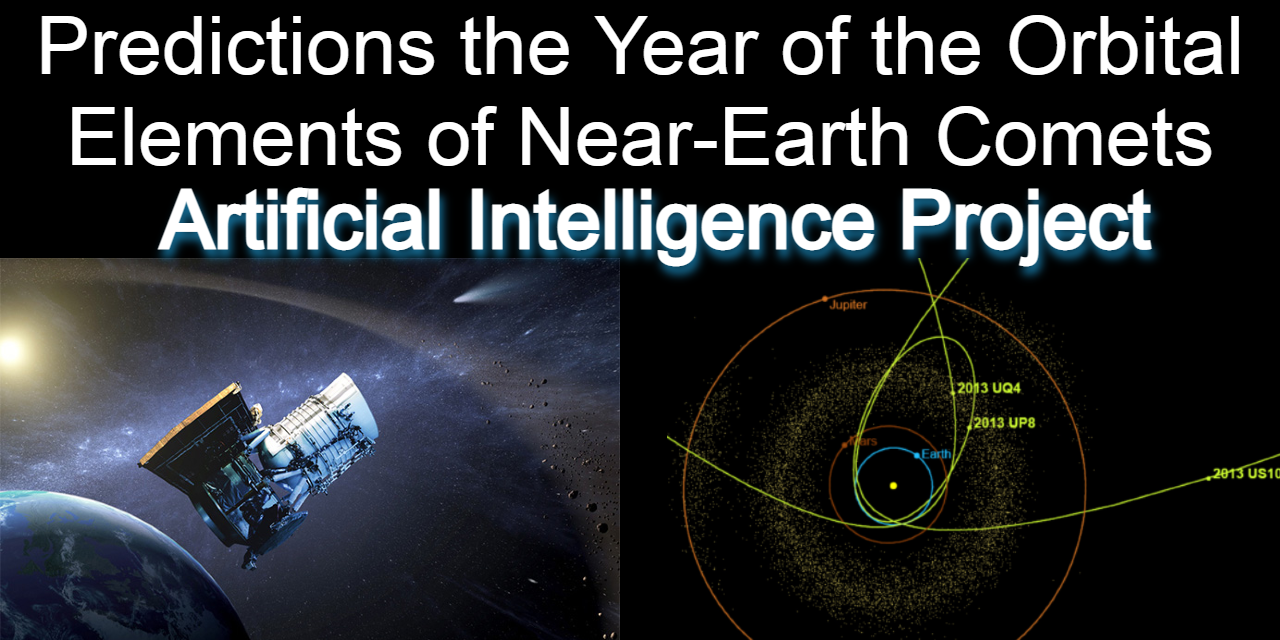 Predictions the Year of the Orbital
Elements of Near-Earth Comets
Artificial Intelligence Project
Jupiter
2013 UQ4
2013 UP8
Mars
Earth
2013 US10